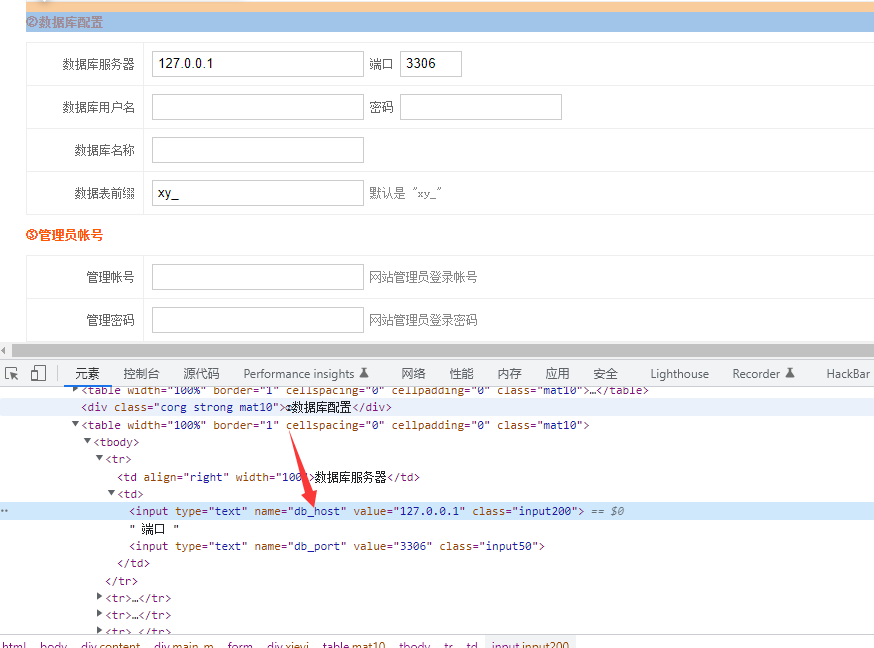 ②数据库配置
数据库服务器 127.0.0.1 端口 3306
数据库用户名 密码
数据库名称
数据表前缀 xy_ 默认是 "xy_"
③管理员帐号
管理帐号 网站管理员登录帐号
管理密码 网站管理员登录密码
元素 控制台 源代码 Performance insights 网络 性能 内存 应用 安全 Lighthouse Recorder HackBar
<table width="100%" border="1" cellspacing="0" cellpadding="0" class="mat10">…</table>
<div class="corg strong mat10">②数据库配置</div>
<table width="100%" border="1" cellspacing="0" cellpadding="0" class="mat10">
<tbody>
<tr>
<td align="right" width="100">数据库服务器</td>
<td>
<input type="text" name="db_host" value="127.0.0.1" class="input200"> == $0
" 端口 "
<input type="text" name="db_port" value="3306" class="input50">
</td>
</tr>
<tr>…</tr>
<tr>…</tr>
<tr>…</tr>
html body div.content div.main form table.mat10 tbody tr td input.input200